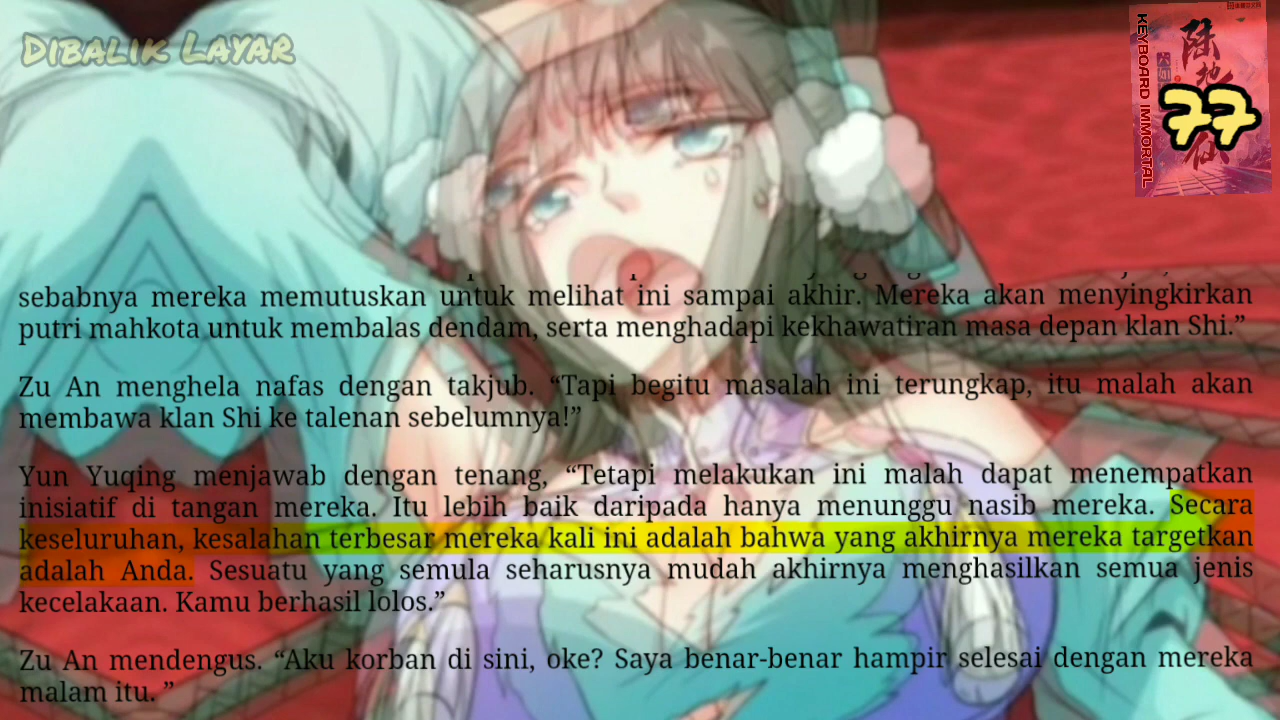 DIBALIK LAYAR
KEYBOARD IMMORTAL
陆地
仙
77
sebabnya mereka memutuskan untuk melihat ini sampai akhir. Mereka akan menyingkirkan
putri mahkota untuk membalas dendam, serta menghadapi kekhawatiran masa depan klan Shi.”
Zu An menghela nafas dengan takjub. “Tapi begitu masalah ini terungkap, itu malah akan
membawa klan Shi ke talenan sebelumnya!”
Yun Yuqing menjawab dengan tenang, “Tetapi melakukan ini malah dapat menempatkan
inisiatif di tangan mereka. Itu lebih baik daripada hanya menunggu nasib mereka. Secara
keseluruhan, kesalahan terbesar mereka kali ini adalah bahwa yang akhirnya mereka targetkan
adalah Anda. Sesuatu yang semula seharusnya mudah akhirnya menghasilkan semua jenis
kecelakaan. Kamu berhasil lolos.”
Zu An mendengus. “Aku korban di sini, oke? Saya benar-benar hampir selesai dengan mereka
malam itu. ”